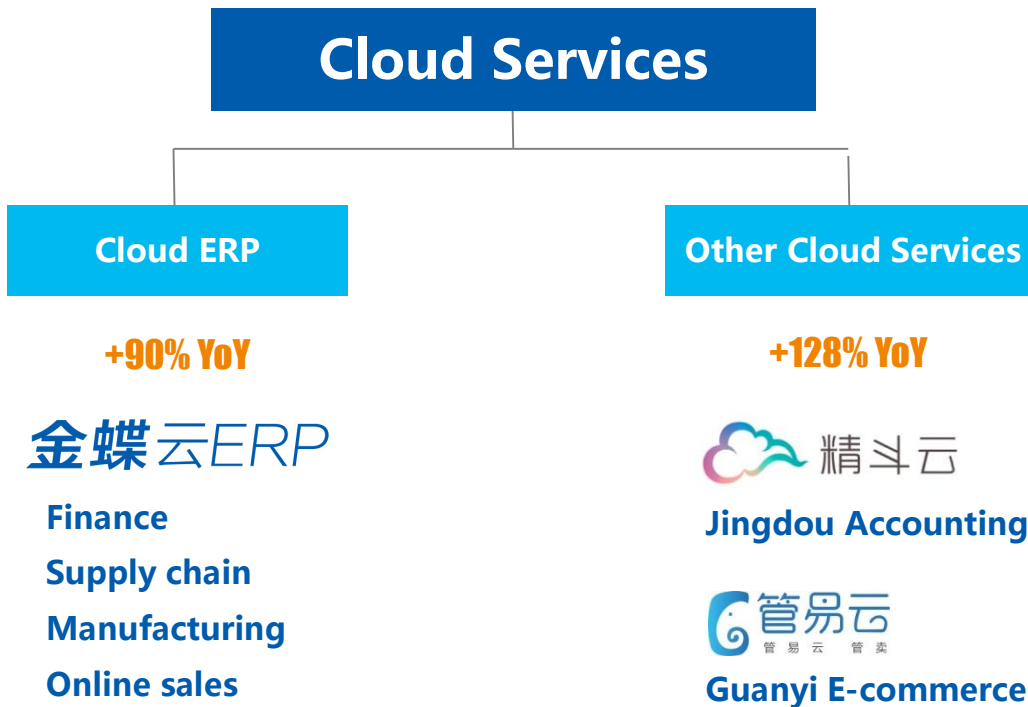 Cloud Services
Cloud ERP
+90% YoY
金蝶云ERP
Finance
Supply chain
Manufacturing
Online sales
Other Cloud Services
+128% YoY
精斗云
Jingdou Accounting
管易云
管易云 管卖
Guanyi E-commerce